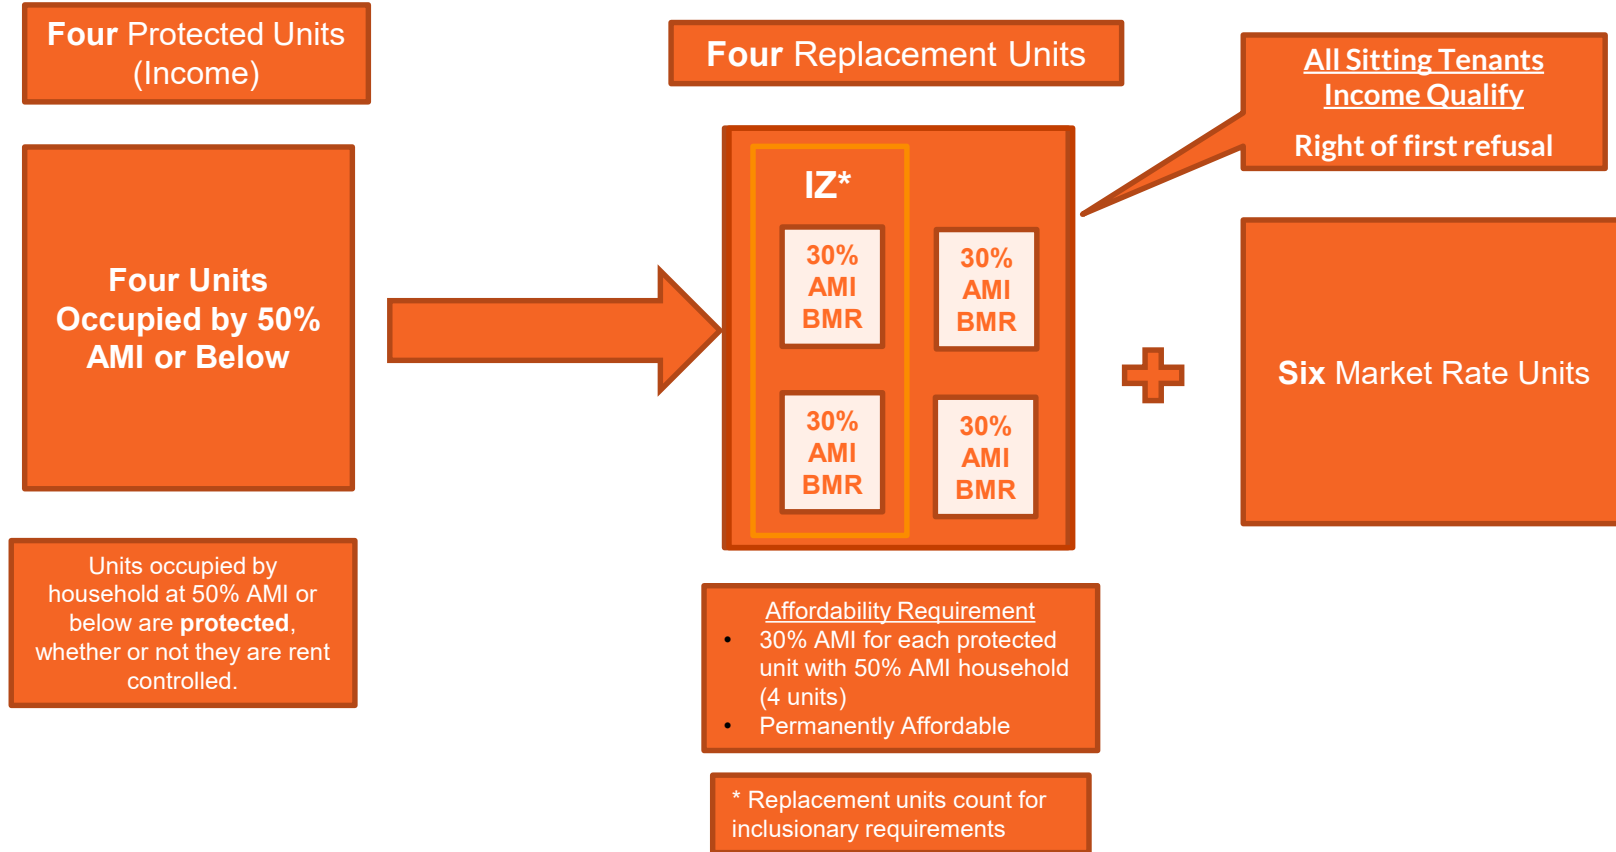 Four Protected Units
(Income)
Four Units
Occupied by 50%
AMI or Below
Units occupied by
household at 50% AMI or
below are protected,
whether or not they are rent
controlled.
Four Replacement Units
IZ*
30%
AMI
BMR
30%
AMI
BMR
30%
AMI
BMR
30%
AMI
BMR
Affordability Requirement
• 30% AMI for each protected
unit with 50% AMI household
(4 units)
• Permanently Affordable
* Replacement units count for
inclusionary requirements
All Sitting Tenants
Income Qualify
Right of first refusal
Six Market Rate Units